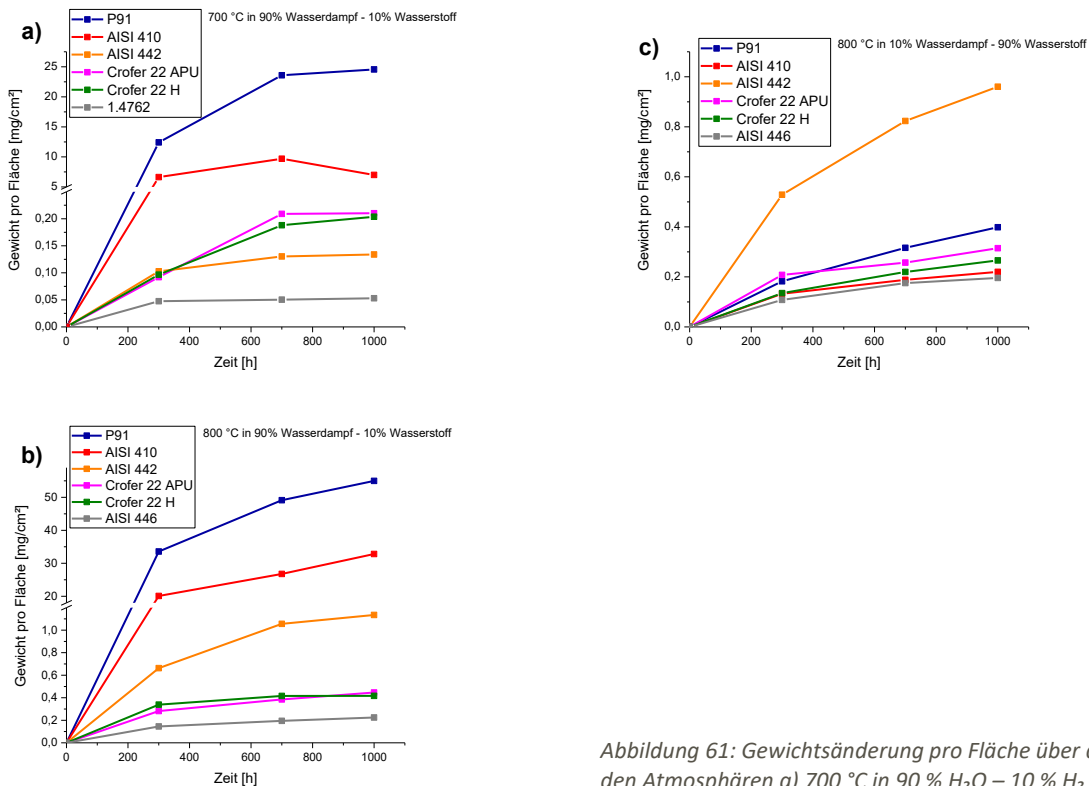 a)
700 °C in 90% Wasserdampf - 10% Wasserstoff
P91
AISI 410
AISI 442
Crofer 22 APU
Crofer 22 H
1.4762
Gewicht pro Fläche [mg/cm²]
25
20
15
10
5
0,20
0,15
0,10
0,05
0,00
0 200 400 600 800 1000
Zeit [h]
c)
800 °C in 10% Wasserdampf - 90% Wasserstoff
P91
AISI 410
AISI 442
Crofer 22 APU
Crofer 22 H
AISI 446
Gewicht pro Fläche [mg/cm²]
1,0
0,8
0,6
0,4
0,2
0,0
0 200 400 600 800 1000
Zeit [h]
b)
800 °C in 90% Wasserdampf - 10% Wasserstoff
P91
AISI 410
AISI 442
Crofer 22 APU
Crofer 22 H
AISI 446
Gewicht pro Fläche [mg/cm²]
50
40
30
20
1,0
0,8
0,6
0,4
0,2
0,0
0 200 400 600 800 1000
Zeit [h]
Abbildung 61: Gewichtsänderung pro Fläche über
den Atmosphären a) 700 °C in 90 % H₂O – 10 % H₂